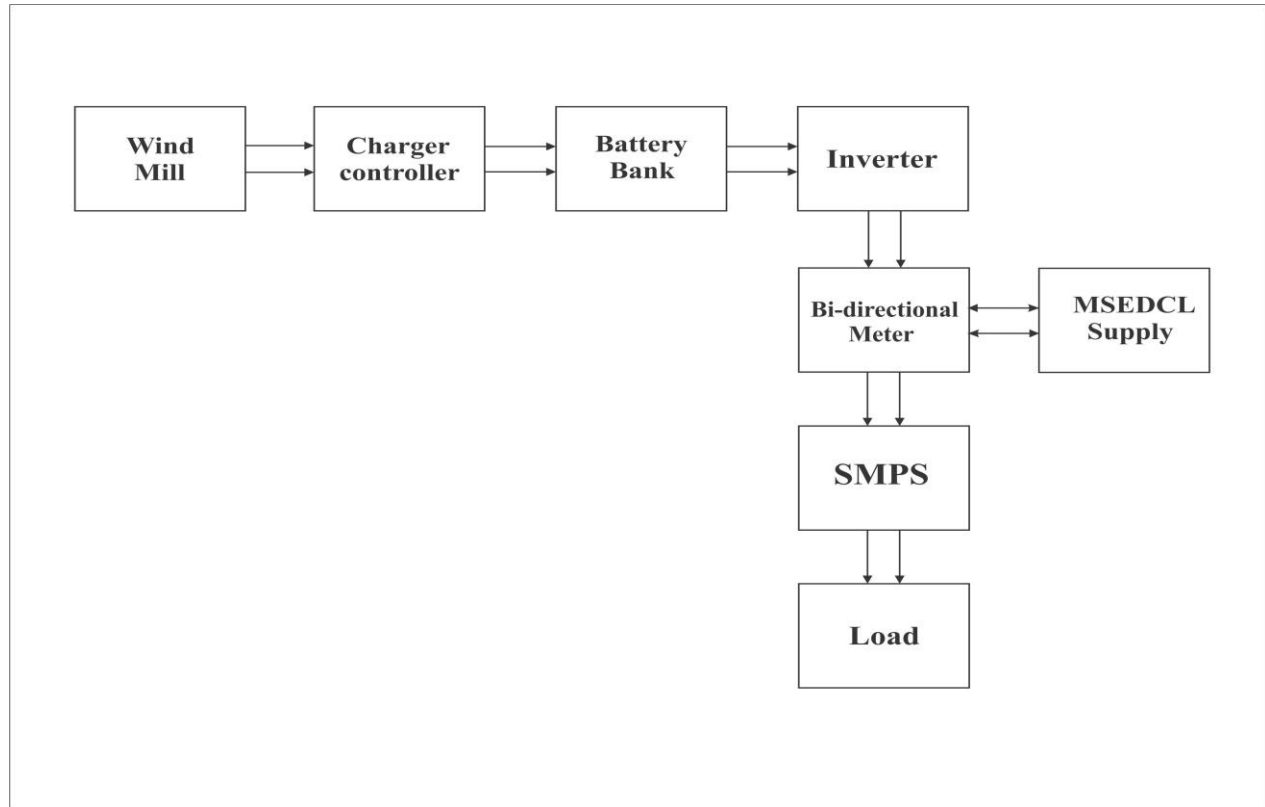 Wind
Mill
Charger
controller
Battery
Bank
Inverter
Bi-directional
Meter
MSEDCL
Supply
SMPS
Load